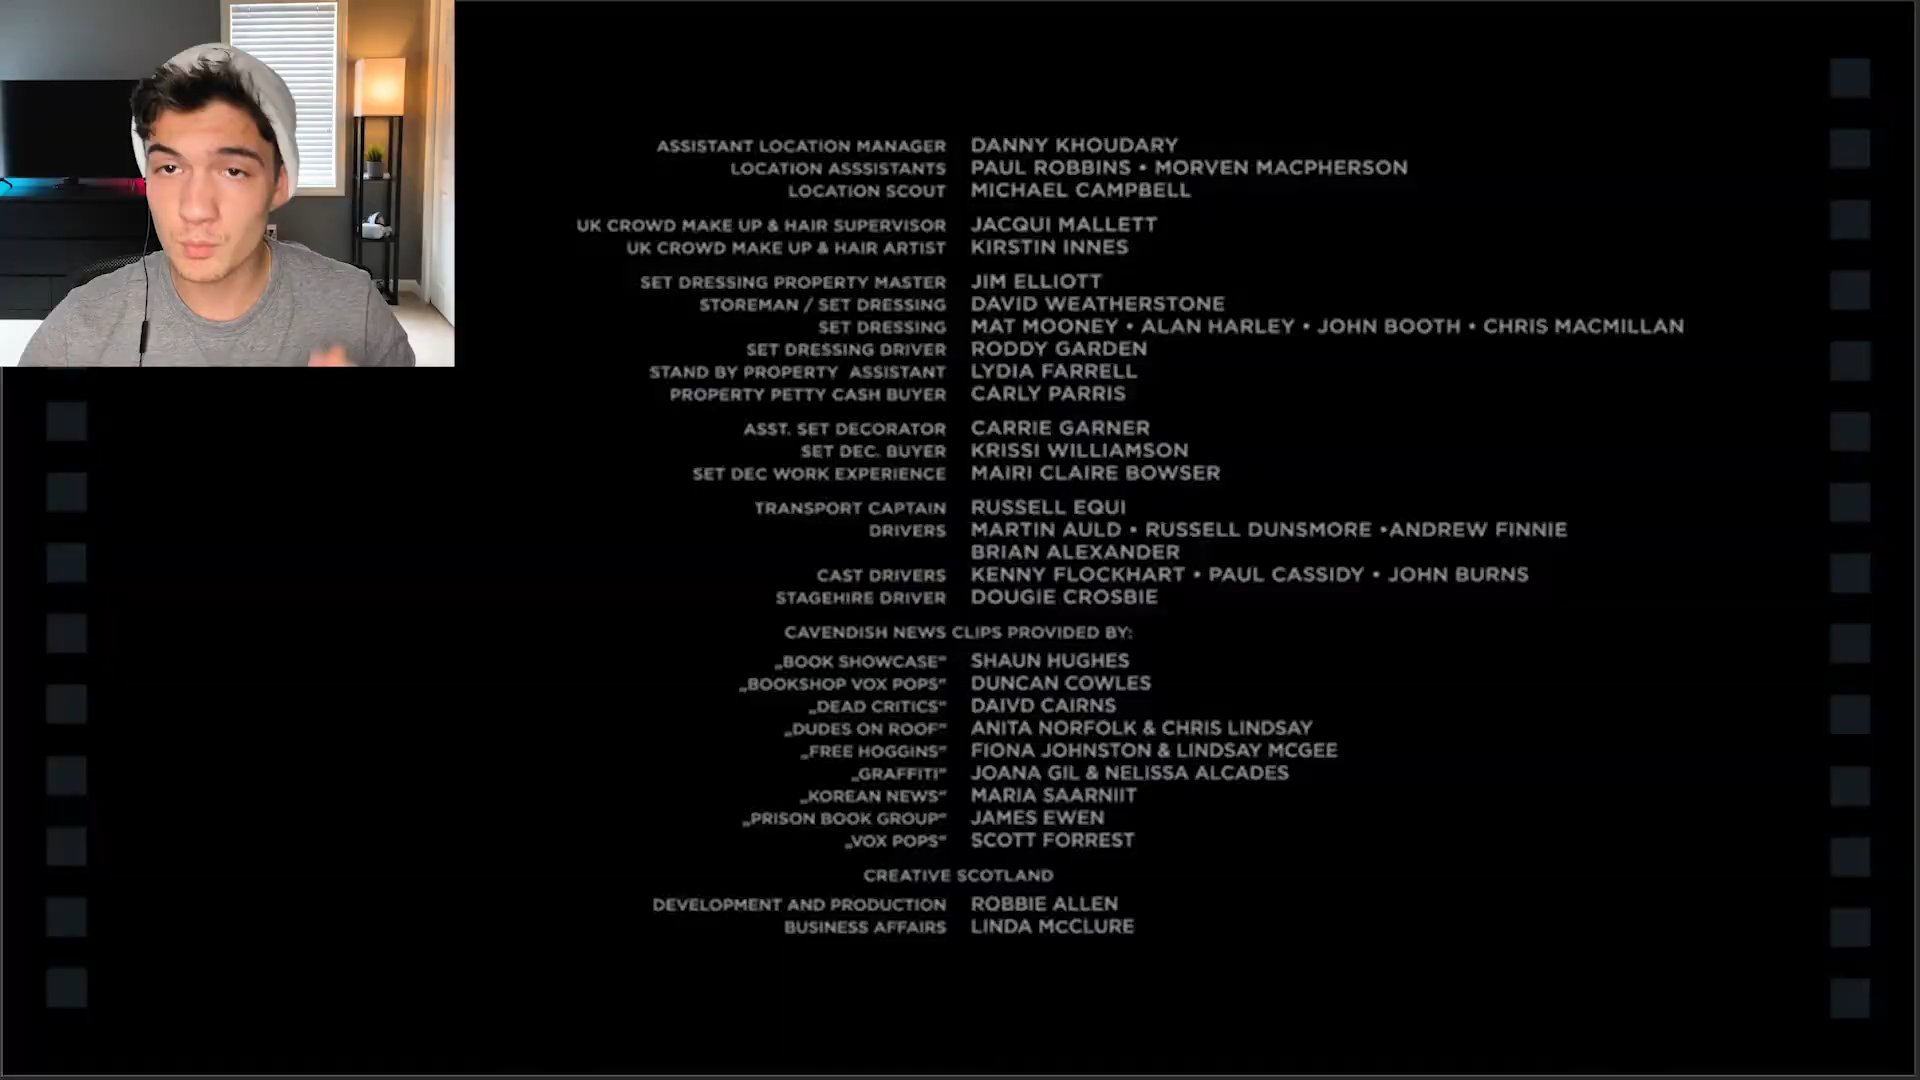 ASSISTANT LOCATION MANAGER DANNY KHOUDARY
LOCATION ASSSISTANTS PAUL ROBBINS • MORVEN MACPHERSON
LOCATION SCOUT MICHAEL CAMPBELL
UK CROWD MAKE UP & HAIR SUPERVISOR JACQUI MALLETT
UK CROWD MAKE UP & HAIR ARTIST KIRSTIN INNES
SET DRESSING PROPERTY MASTER JIM ELLIOTT
STOREMAN / SET DRESSING DAVID WEATHERSTONE
SET DRESSING MAT MOONEY • ALAN HARLEY • JOHN BOOTH • CHRIS MACMILLAN
SET DRESSING DRIVER RODDY GARDEN
STAND BY PROPERTY ASSISTANT LYDIA FARRELL
PROPERTY PETTY CASH BUYER CARLY PARRIS
ASST. SET DECORATOR CARRIE GARNER
SET DEC. BUYER KRISSI WILLIAMSON
SET DEC WORK EXPERIENCE MAIRI CLAIRE BOWSER
TRANSPORT CAPTAIN RUSSELL EQUI
DRIVERS MARTIN AULD • RUSSELL DUNSMORE •ANDREW FINNIE
BRIAN ALEXANDER
CAST DRIVERS KENNY FLOCKHART • PAUL CASSIDY • JOHN BURNS
STAGEHIRE DRIVER DOUGIE CROSBIE
CAVENDISH NEWS CLIPS PROVIDED BY:
„BOOK SHOWCASE“ SHAUN HUGHES
„BOOKSHOP VOX POPS“ DUNCAN COWLES
„DEAD CRITICS“ DAIVD CAIRNS
„DUDES ON ROOF“ ANITA NORFOLK & CHRIS LINDSAY
„FREE HOGGINS“ FIONA JOHNSTON & LINDSAY MCGEE
„GRAFFITI“ JOANA GIL & NELISSA ALCADES
„KOREAN NEWS“ MARIA SAARNIIT
„PRISON BOOK GROUP“ JAMES EWEN
„VOX POPS“ SCOTT FORREST
CREATIVE SCOTLAND
DEVELOPMENT AND PRODUCTION ROBBIE ALLEN
BUSINESS AFFAIRS LINDA McCLURE